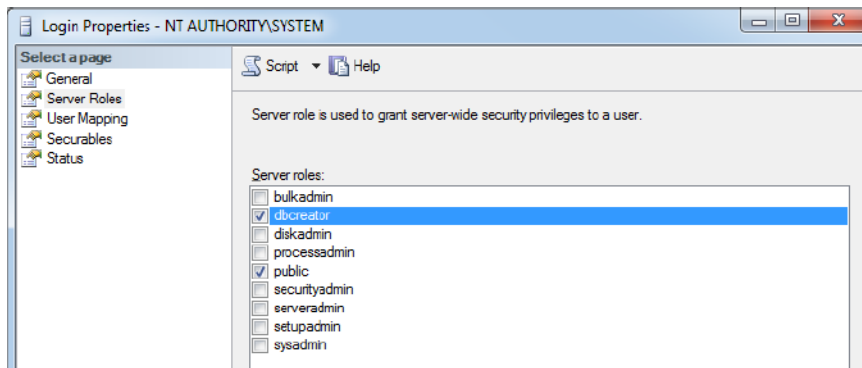 Login Properties - NT AUTHORITY\SYSTEM
Select a page
General
Server Roles
User Mapping
Securables
Status
Script Help
Server role is used to grant server-wide security privileges to a user.
Server roles:
bulkadmin
dbcreator
diskadmin
processadmin
public
securityadmin
serveradmin
setupadmin
sysadmin